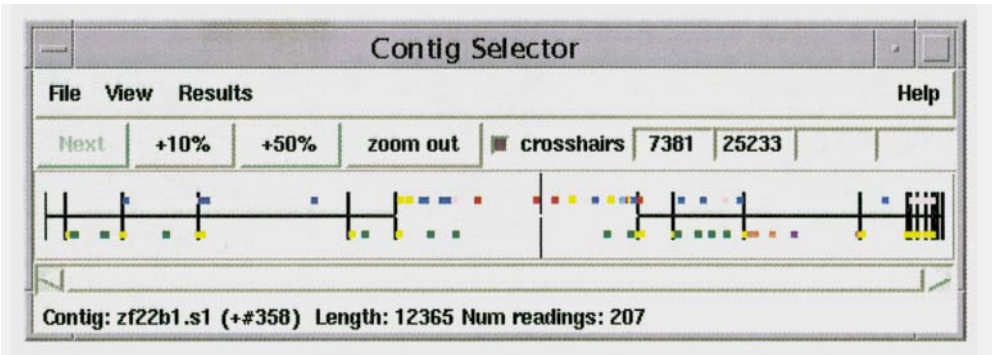 Contig Selector
File View Results Help
Next +10% +50% zoom out crosshairs 7381 25233
Contig: zf22b1.s1 (+#358) Length: 12365 Num readings: 207